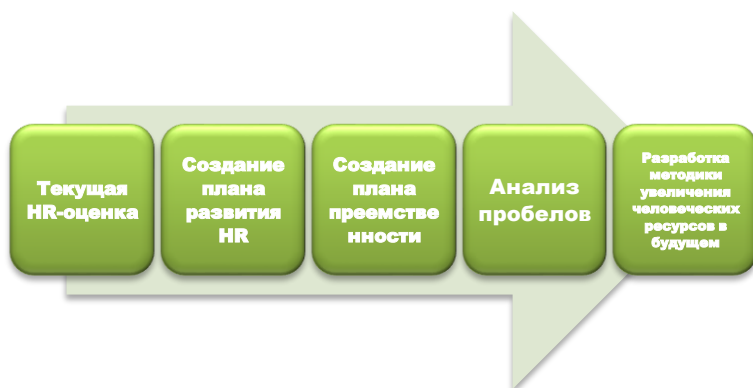 Текущая
HR-оценка
Создание
плана
развития
HR
Создание
плана
преемстве
нности
Анализ
пробелов
Разработка
методики
увеличения
человеческих
ресурсов в
будущем